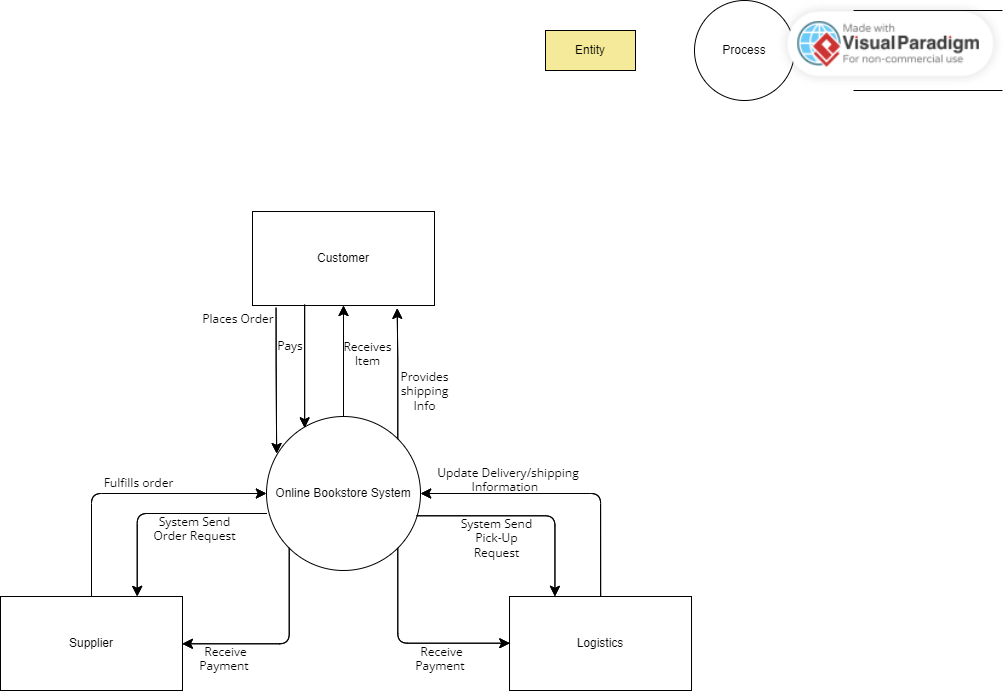 Entity
Process
Made with
Visual Paradigm
For non-commercial use
Customer
Places Order
Pays
Receives
Item
Provides
shipping
Info
Online Bookstore System
Fulfills order
Update Delivery/shipping
Information
System Send
Order Request
System Send
Pick-Up
Request
Supplier
Logistics
Receive
Payment
Receive
Payment